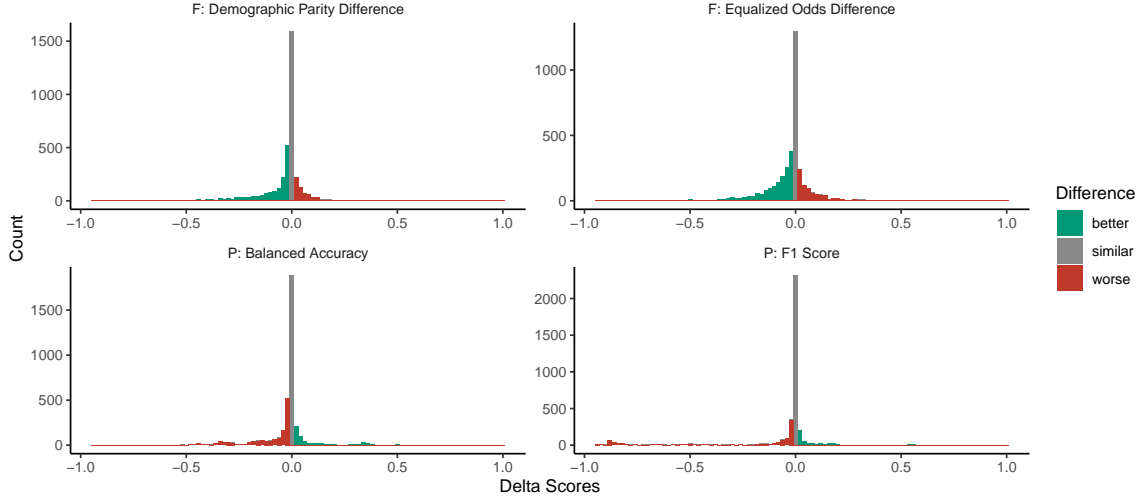 F: Demographic Parity Difference
F: Equalized Odds Difference
1500
1000
500
0
−1.0 −0.5 0.0 0.5 1.0
1000
500
0
−1.0 −0.5 0.0 0.5 1.0
P: Balanced Accuracy
P: F1 Score
1500
1000
500
0
−1.0 −0.5 0.0 0.5 1.0
2000
1500
1000
500
0
−1.0 −0.5 0.0 0.5 1.0
Count
Delta Scores
Difference
better
similar
worse